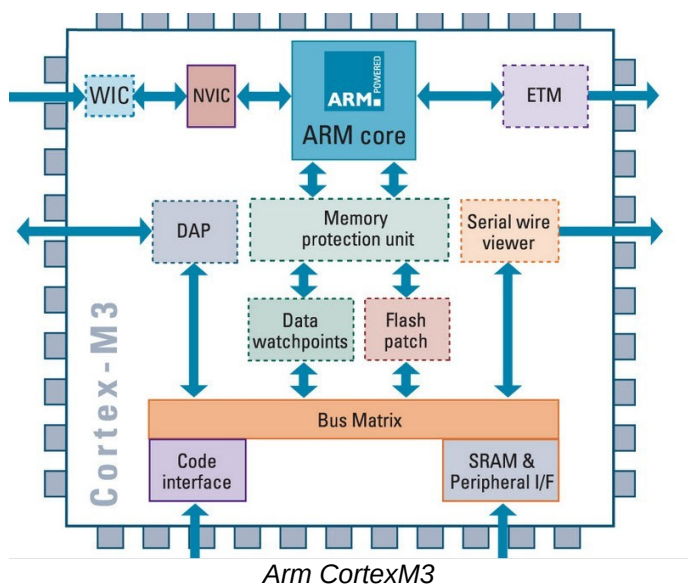 WIC
NVIC
ARM
POWERED
ARM core
ETM
DAP
Memory
protection unit
Serial wire
viewer
Data
watchpoints
Flash
patch
Cortex-M3
Bus Matrix
Code
interface
SRAM &
Peripheral I/F
Arm CortexM3